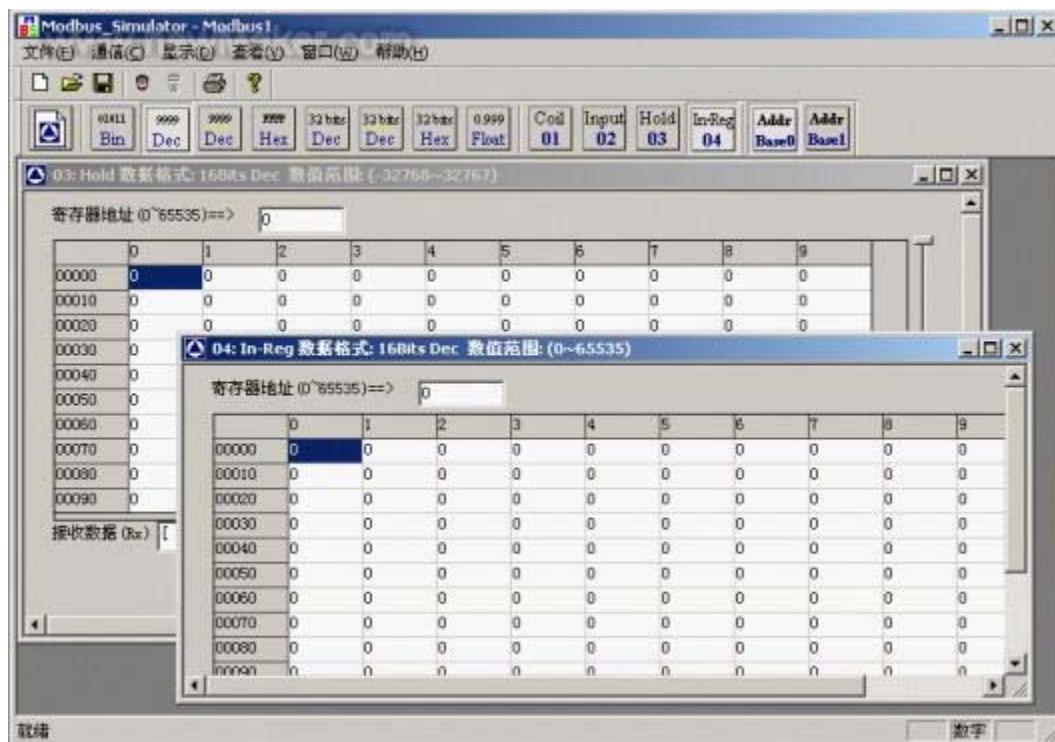 Modbus_Simulator - Modbus1
文件(F) 通信(C) 显示(D) 查看(V) 窗口(W) 帮助(H)
01011 9999 9999 FFFF 32 bits 32 bits 32 bits 0.999 Coil Input Hold In-Reg Addr Addr
Bin Dec Dec Hex Dec Dec Hex Float 01 02 03 04 Base0 Base1
03: Hold 数据格式: 16Bits Dec 数值范围: (-32768~32767)
寄存器地址(0~65535)==> 0
0 1 2 3 4 5 6 7 8 9
00000 0 0 0 0 0 0 0 0 0 0
00010 0 0 0 0 0 0 0 0 0 0
00020 0 0 0 0 0 0 0 0 0 0
00030 0
00040 0
00050 0
00060 0
00070 0
00080 0
00090 0
接收数据(Rx) [
04: In-Reg 数据格式: 16Bits Dec 数值范围: (0~65535)
寄存器地址(0~65535)==> 0
0 1 2 3 4 5 6 7 8 9
00000 0 0 0 0 0 0 0 0 0 0
00010 0 0 0 0 0 0 0 0 0 0
00020 0 0 0 0 0 0 0 0 0 0
00030 0 0 0 0 0 0 0 0 0 0
00040 0 0 0 0 0 0 0 0 0 0
00050 0 0 0 0 0 0 0 0 0 0
00060 0 0 0 0 0 0 0 0 0 0
00070 0 0 0 0 0 0 0 0 0 0
00080 0 0 0 0 0 0 0 0 0 0
00090 0 0 0 0 0 0 0 0 0 0
就绪
数字